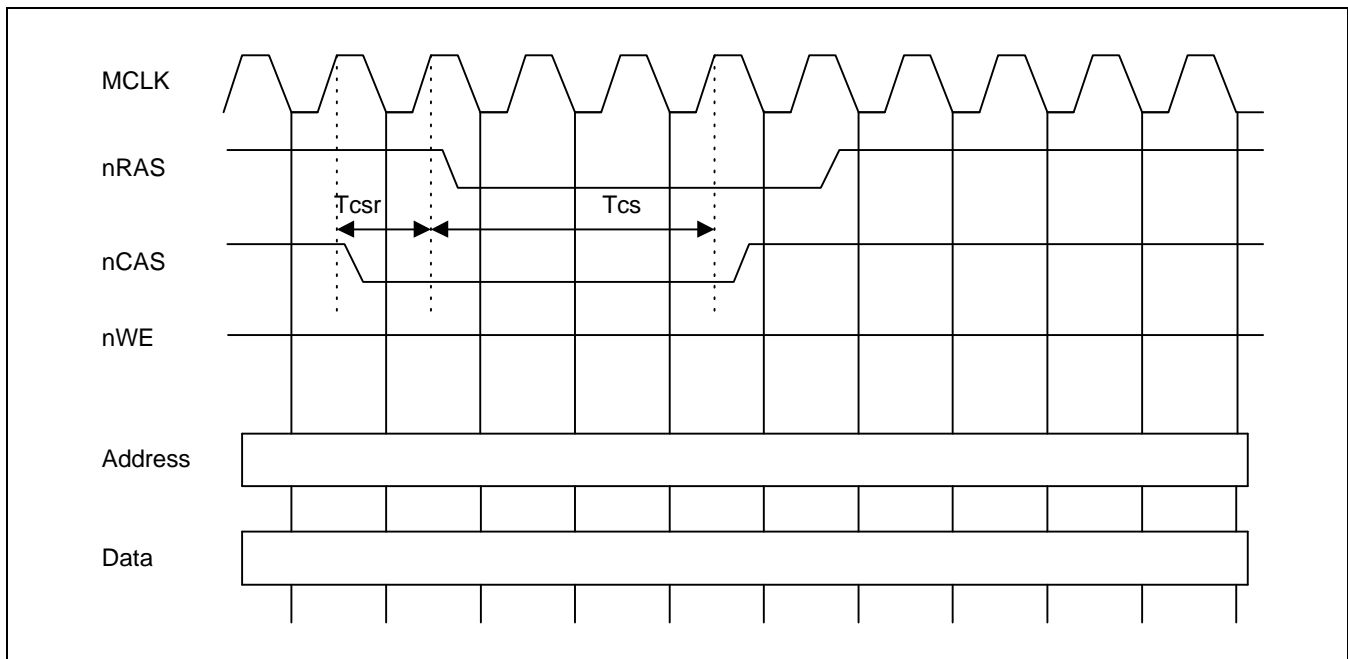 MCLK
nRAS
Tcsr
Tcs
nCAS
nWE
Address
Data